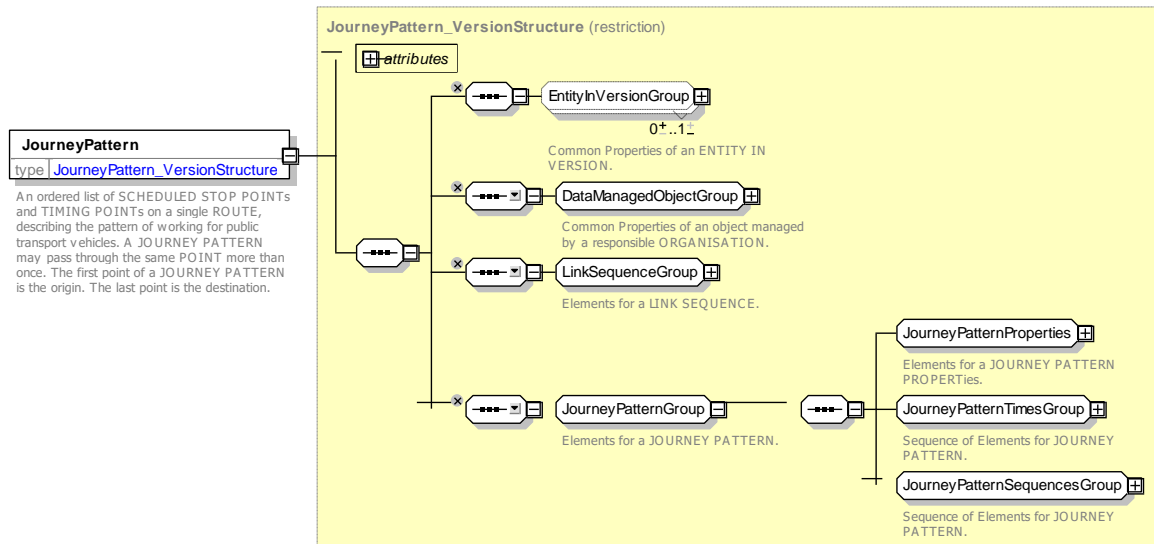 JourneyPattern_VersionStructure (restriction)
attributes
EntityInVersionGroup
0..1
Common Properties of an ENTITY IN
VERSION.
JourneyPattern
type JourneyPattern_VersionStructure
An ordered list of SCHEDULED STOP POINTs
and TIMING POINTs on a single ROUTE,
describing the pattern of working for public
transport vehicles. A JOURNEY PATTERN
may pass through the same POINT more than
once. The first point of a JOURNEY PATTERN
is the origin. The last point is the destination.
DataManagedObjectGroup
Common Properties of an object managed
by a responsible ORGANISATION.
LinkSequenceGroup
Elements for a LINK SEQUENCE.
JourneyPatternGroup
Elements for a JOURNEY PATTERN.
JourneyPatternProperties
Elements for a JOURNEY PATTERN
PROPERTies.
JourneyPatternTimesGroup
Sequence of Elements for JOURNEY
PATTERN.
JourneyPatternSequencesGroup
Sequence of Elements for JOURNEY
PATTERN.